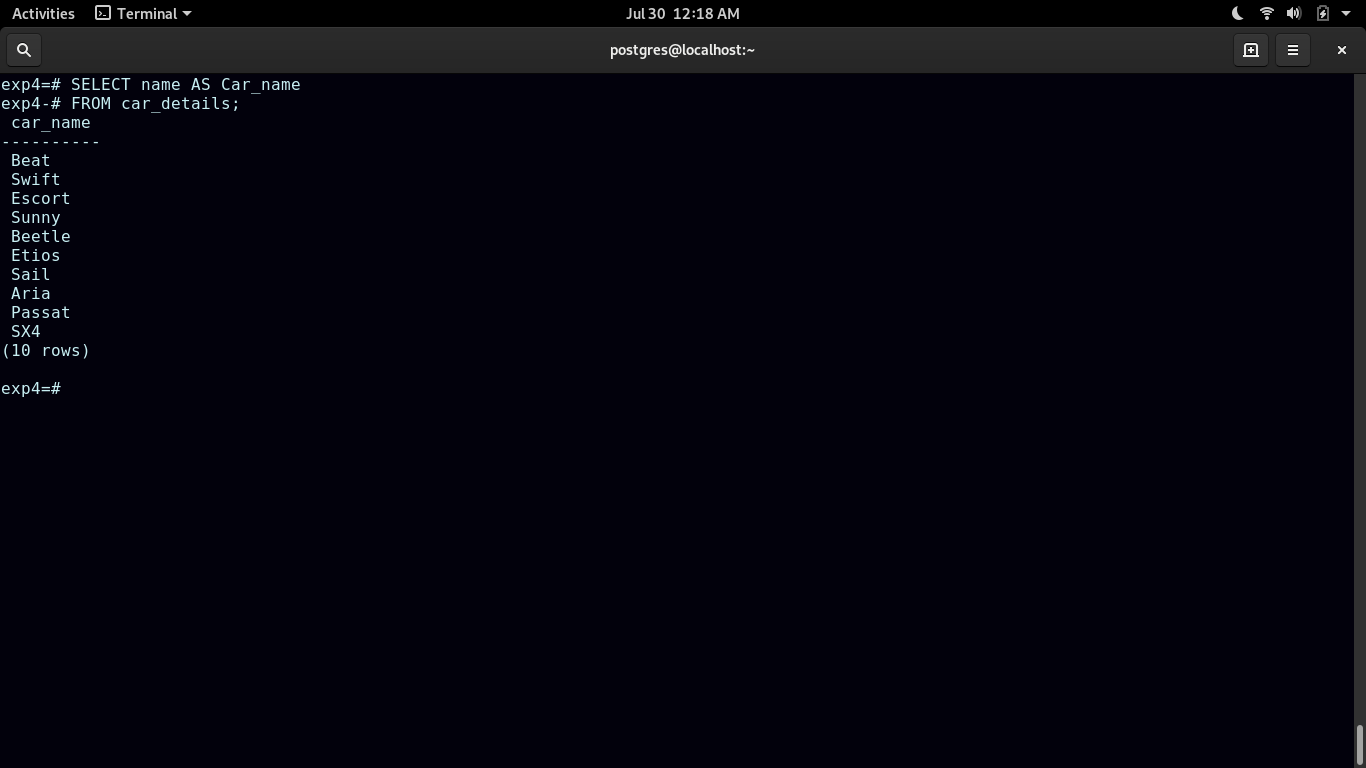 Activities Terminal Jul 30 12:18 AM
postgres@localhost:~
exp4=# SELECT name AS Car_name
exp4-# FROM car_details;
 car_name
----------
 Beat
 Swift
 Escort
 Sunny
 Beetle
 Etios
 Sail
 Aria
 Passat
 SX4
(10 rows)

exp4=#